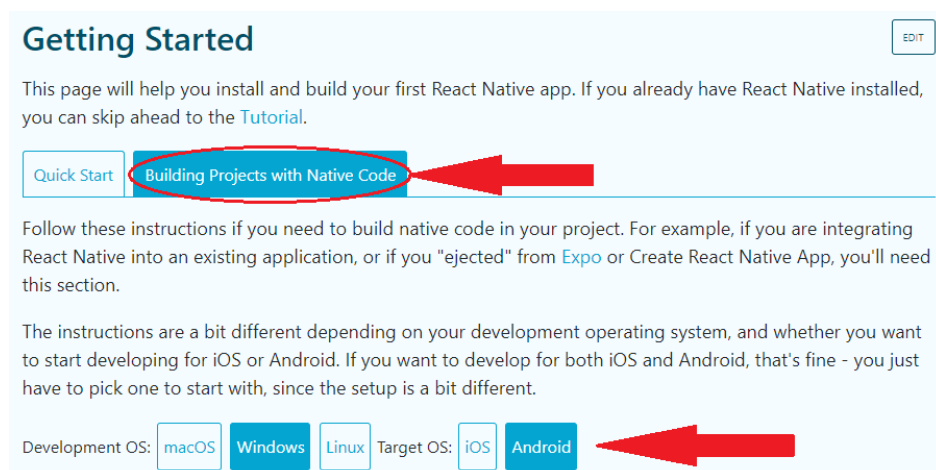 Getting Started
EDIT
This page will help you install and build your first React Native app. If you already have React Native installed,
you can skip ahead to the Tutorial.
Quick Start Building Projects with Native Code
Follow these instructions if you need to build native code in your project. For example, if you are integrating
React Native into an existing application, or if you "ejected" from Expo or Create React Native App, you'll need
this section.
The instructions are a bit different depending on your development operating system, and whether you want
to start developing for iOS or Android. If you want to develop for both iOS and Android, that's fine - you just
have to pick one to start with, since the setup is a bit different.
Development OS: macOS Windows Linux Target OS: iOS Android